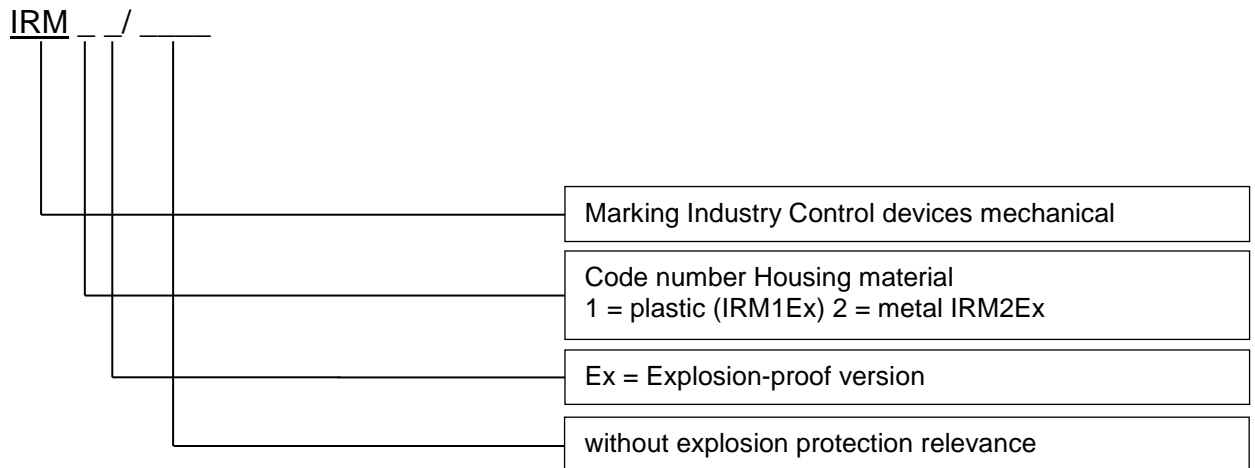 IRM _ _/ ____
Marking Industry Control devices mechanical
Code number Housing material
1 = plastic (IRM1Ex) 2 = metal IRM2Ex
Ex = Explosion-proof version
without explosion protection relevance